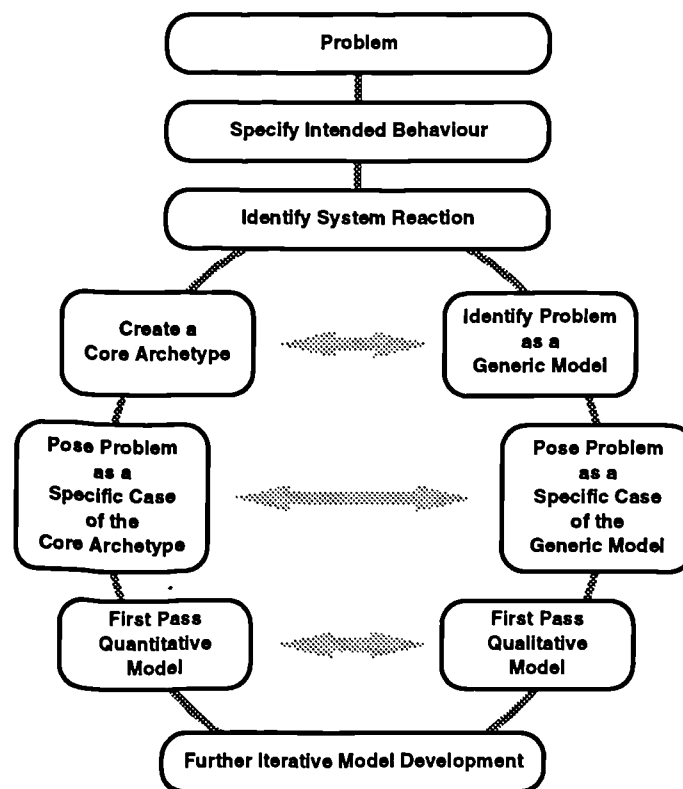 Problem
Specify Intended Behaviour
Identify System Reaction
Create a
Core Archetype
Identify Problem
as a
Generic Model
Pose Problem
as a
Specific Case
of the
Core Archetype
Pose Problem
as a
Specific Case
of the
Generic Model
First Pass
Quantitative
Model
First Pass
Qualitative
Model
Further Iterative Model Development